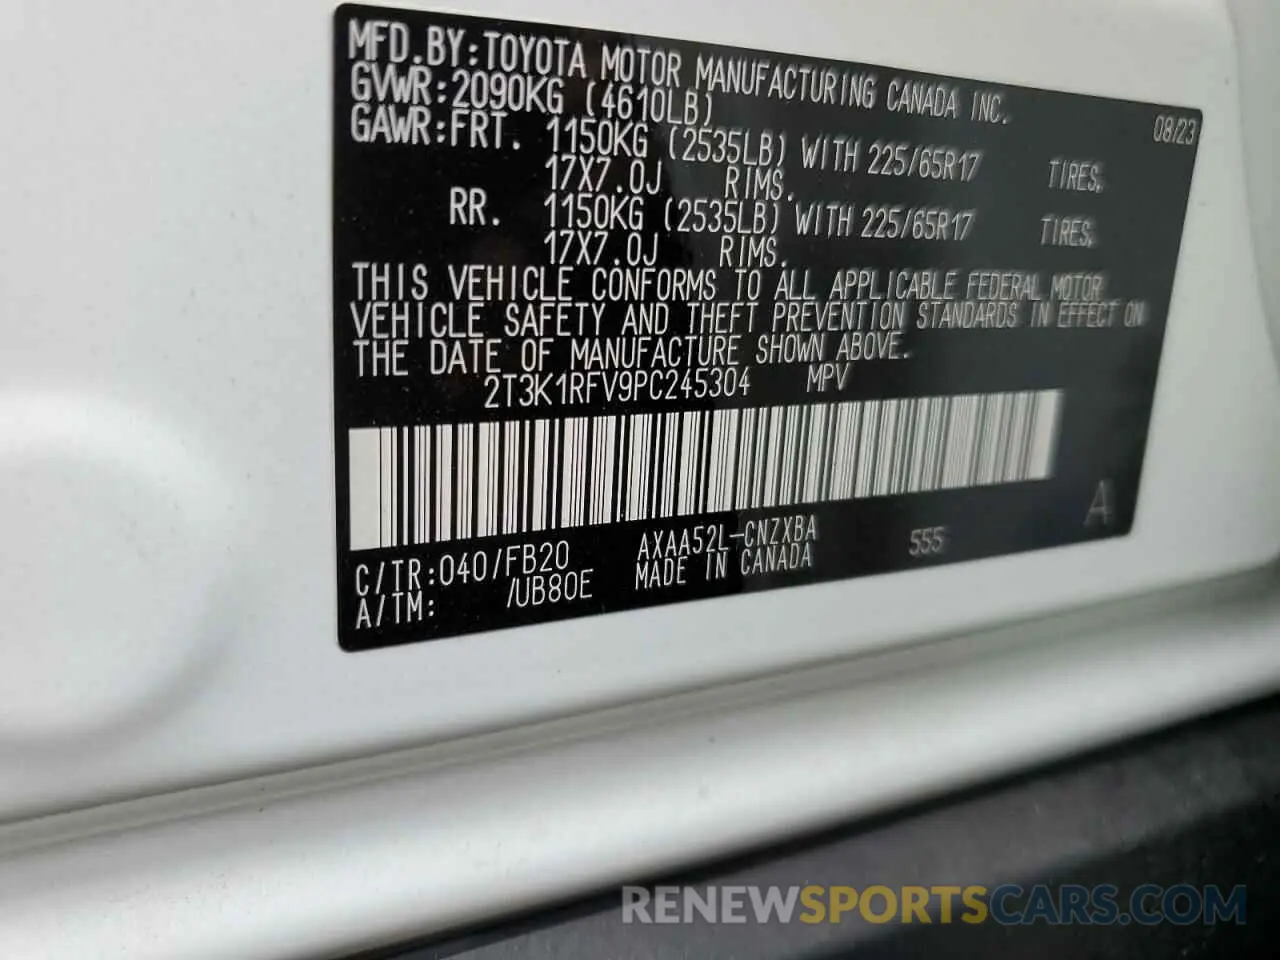 MFD.BY:TOYOTA MOTOR MANUFACTURING CANADA INC.
GVWR:2090KG (4610LB) 08/23
GAWR:FRT. 1150KG (2535LB) WITH 225/65R17 TIRES,
17X7.0J RIMS.
RR. 1150KG (2535LB) WITH 225/65R17 TIRES,
17X7.0J RIMS.
THIS VEHICLE CONFORMS TO ALL APPLICABLE FEDERAL MOTOR
VEHICLE SAFETY AND THEFT PREVENTION STANDARDS IN EFFECT ON
THE DATE OF MANUFACTURE SHOWN ABOVE.
2T3K1RFV9PC245304 MPV
A
C/TR:040/FB20 AXAA52L-CNZXBA 555
A/TM: /UB80E MADE IN CANADA
RENEWSPORTSCARS.COM